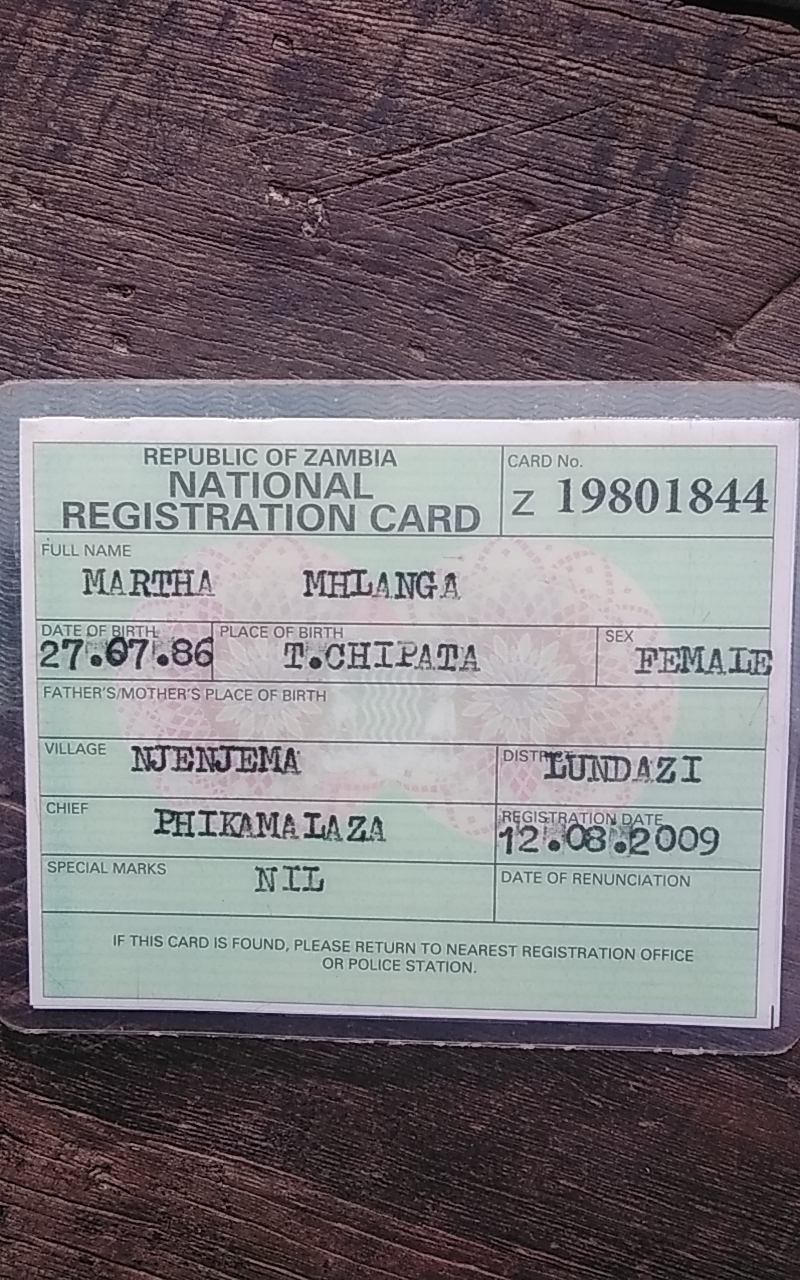 REPUBLIC OF ZAMBIA
NATIONAL
REGISTRATION CARD
CARD No.
Z 19801844
FULL NAME
MARTHA MHLANGA
DATE OF BIRTH
27.07.86
PLACE OF BIRTH
T.CHIPATA
SEX
FEMALE
FATHER'S/MOTHER'S PLACE OF BIRTH
VILLAGE NJENJEMA
DISTRICT LUNDAZI
CHIEF
PHIKAMALAZA
REGISTRATION DATE
12.08.2009
SPECIAL MARKS
NIL
DATE OF RENUNCIATION
IF THIS CARD IS FOUND, PLEASE RETURN TO NEAREST REGISTRATION OFFICE
OR POLICE STATION.